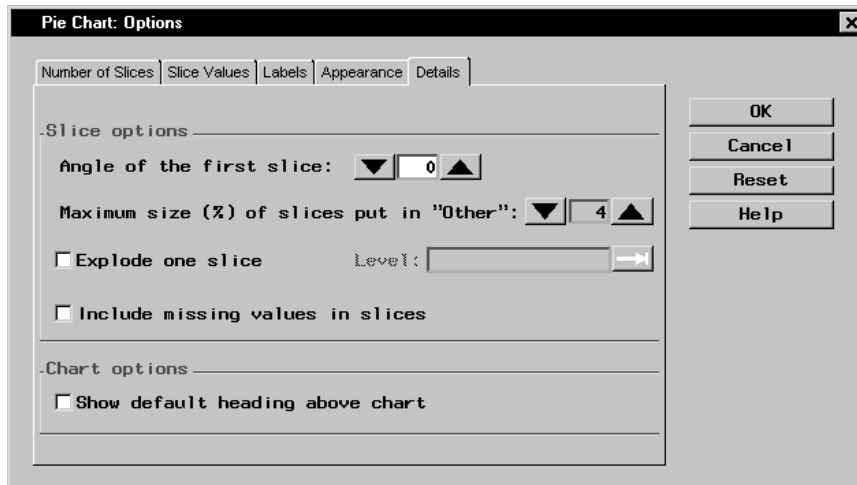 Pie Chart: Options
Number of Slices Slice Values Labels Appearance Details
Slice options
Angle of the first slice: 0
Maximum size (%) of slices put in "Other": 4
Explode one slice Level:
Include missing values in slices
Chart options
Show default heading above chart
OK
Cancel
Reset
Help